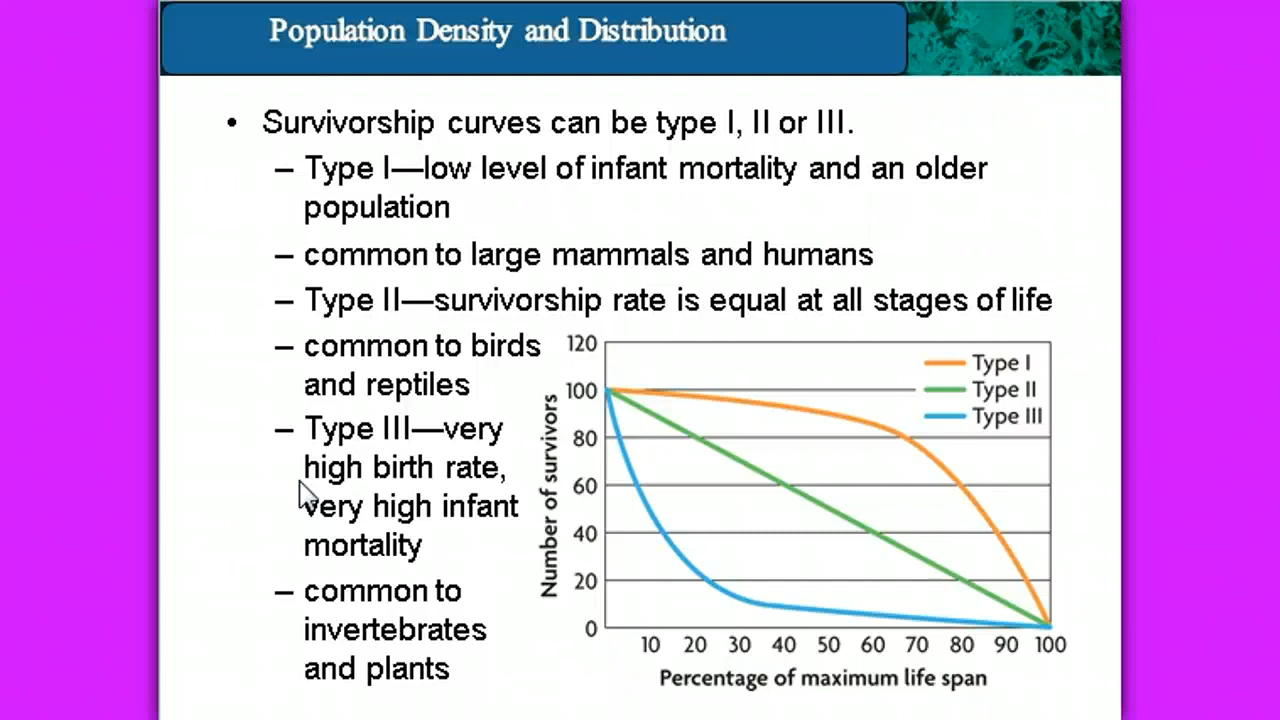 Population Density and Distribution
• Survivorship curves can be type I, II or III.
– Type I—low level of infant mortality and an older
population
– common to large mammals and humans
– Type II—survivorship rate is equal at all stages of life
– common to birds
and reptiles
– Type III—very
high birth rate,
very high infant
mortality
– common to
invertebrates
and plants
Number of survivors
120
100
80
60
40
20
0
Type I
Type II
Type III
10 20 30 40 50 60 70 80 90 100
Percentage of maximum life span